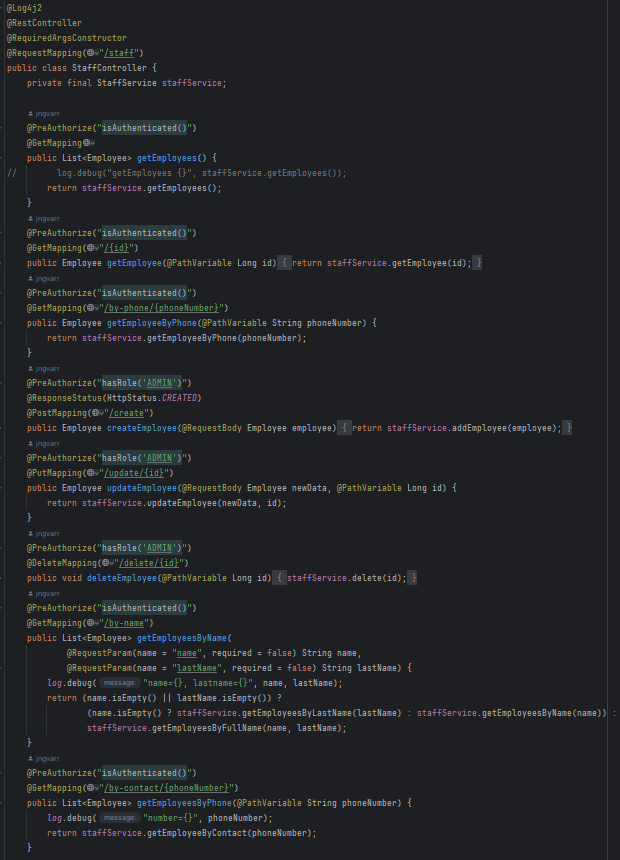 @Log4j2
@RestController
@RequiredArgsConstructor
@RequestMapping("/staff")
public class StaffController {
    private final StaffService staffService;
jngvarr
    @PreAuthorize("isAuthenticated()")
    @GetMapping
    public List<Employee> getEmployees() {
//        log.debug("getEmployees {}", staffService.getEmployees());
        return staffService.getEmployees();
    }
jngvarr
    @PreAuthorize("isAuthenticated()")
    @GetMapping("/{id}")
    public Employee getEmployee(@PathVariable Long id) { return staffService.getEmployee(id); }
jngvarr
    @PreAuthorize("isAuthenticated()")
    @GetMapping("/by-phone/{phoneNumber}")
    public Employee getEmployeeByPhone(@PathVariable String phoneNumber) {
        return staffService.getEmployeeByPhone(phoneNumber);
    }
jngvarr
    @PreAuthorize("hasRole('ADMIN')")
    @ResponseStatus(HttpStatus.CREATED)
    @PostMapping("/create")
    public Employee createEmployee(@RequestBody Employee employee) { return staffService.addEmployee(employee); }
jngvarr
    @PreAuthorize("hasRole('ADMIN')")
    @PutMapping("/update/{id}")
    public Employee updateEmployee(@RequestBody Employee newData, @PathVariable Long id) {
        return staffService.updateEmployee(newData, id);
    }
jngvarr
    @PreAuthorize("hasRole('ADMIN')")
    @DeleteMapping("/delete/{id}")
    public void deleteEmployee(@PathVariable Long id) { staffService.delete(id); }
jngvarr
    @PreAuthorize("isAuthenticated()")
    @GetMapping("/by-name")
    public List<Employee> getEmployeesByName(
            @RequestParam(name = "name", required = false) String name,
            @RequestParam(name = "lastName", required = false) String lastName) {
        log.debug( message: "name={}, lastname={}", name, lastName);
        return (name.isEmpty() || lastName.isEmpty()) ?
                (name.isEmpty() ? staffService.getEmployeesByLastName(lastName) : staffService.getEmployeesByName(name)) :
                staffService.getEmployeesByFullName(name, lastName);
    }
jngvarr
    @PreAuthorize("isAuthenticated()")
    @GetMapping("/by-contact/{phoneNumber}")
    public List<Employee> getEmployeesByPhone(@PathVariable String phoneNumber) {
        log.debug( message: "number={}", phoneNumber);
        return staffService.getEmployeeByContact(phoneNumber);
    }